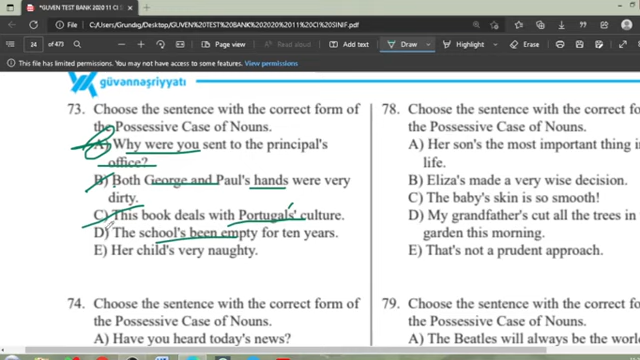 *GUVEN TEST BANK 2020 11 CI S
File | C:/Users/Grundig/Desktop/GUVEN%20TEST%20BANK%202020%2011%20CI%20SINIF.pdf
24 of 473
Page view
Read aloud
Add text
Draw
Highlight
Erase
This file has limited permissions. You may not have access to some features. View permissions
güvənnəşriyyatı
73. Choose the sentence with the correct form of
the Possessive Case of Nouns.
A) Why were you sent to the principal's
office?
B) Both George and Paul's hands were very
dirty.
C) This book deals with Portugals' culture.
D) The school's been empty for ten years.
E) Her child's very naughty.
74. Choose the sentence with the correct form of
the Possessive Case of Nouns.
A) Have you heard today's news?
78. Choose the sentence with the correct fo
the Possessive Case of Nouns.
A) Her son's the most important thing in
life.
B) Eliza's made a very wise decision.
C) The baby's skin is so smooth!
D) My grandfather's cut all the trees in
garden this morning.
E) That's not a prudent approach.
79. Choose the sentence with the correct fo
the Possessive Case of Nouns.
A) The Beatles will always be the worl